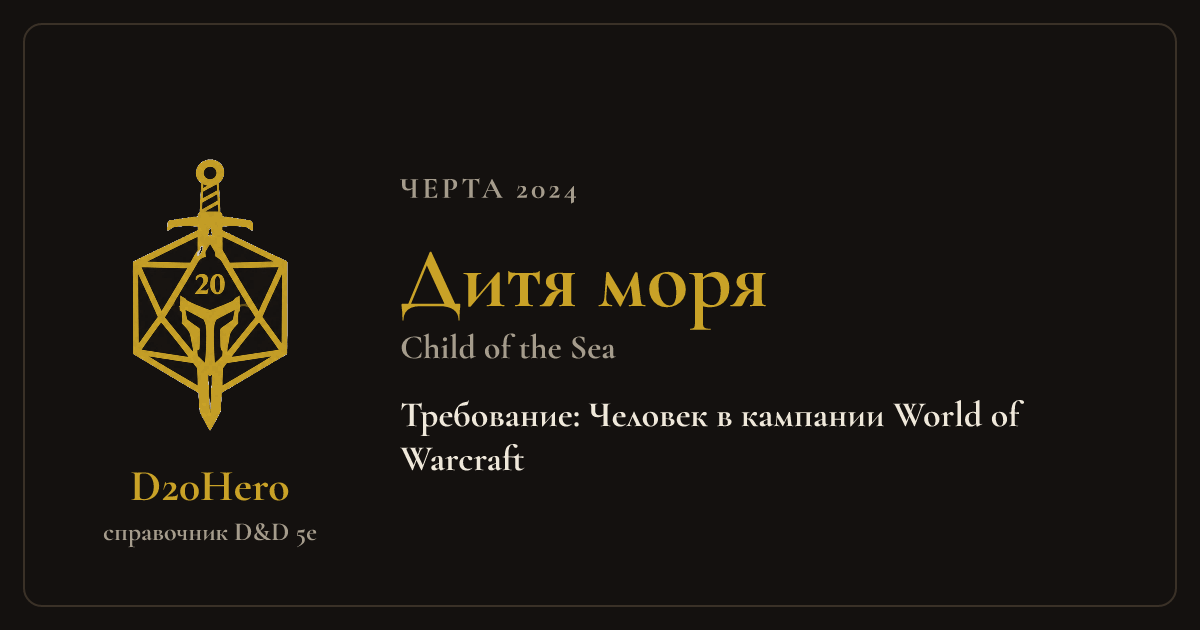 20
D20Hero
справочник D&D 5e
ЧЕРТА 2024
Дитя моря
Child of the Sea
Требование: Человек в кампании World of
Warcraft